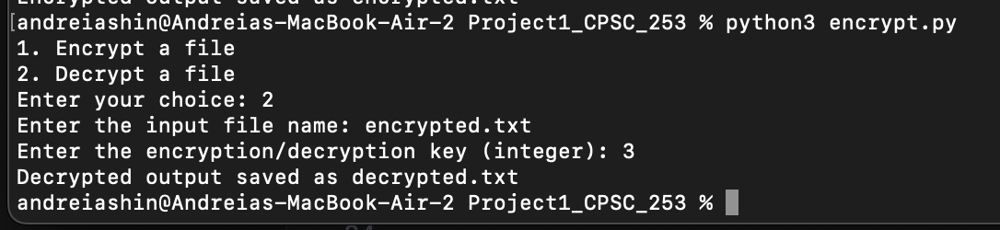 Encrypted output saved as encrypted.txt
[andreiashin@Andreias-MacBook-Air-2 Project1_CPSC_253 % python3 encrypt.py
1. Encrypt a file
2. Decrypt a file
Enter your choice: 2
Enter the input file name: encrypted.txt
Enter the encryption/decryption key (integer): 3
Decrypted output saved as decrypted.txt
andreiashin@Andreias-MacBook-Air-2 Project1_CPSC_253 %